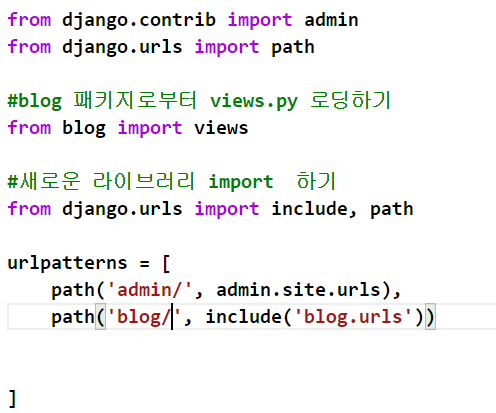 from django.contrib import admin
from django.urls import path
#blog 패키지로부터 views.py 로딩하기
from blog import views
#새로운 라이브러리 import  하기
from django.urls import include, path
urlpatterns = [
    path('admin/', admin.site.urls),
    path('blog/', include('blog.urls'))
]